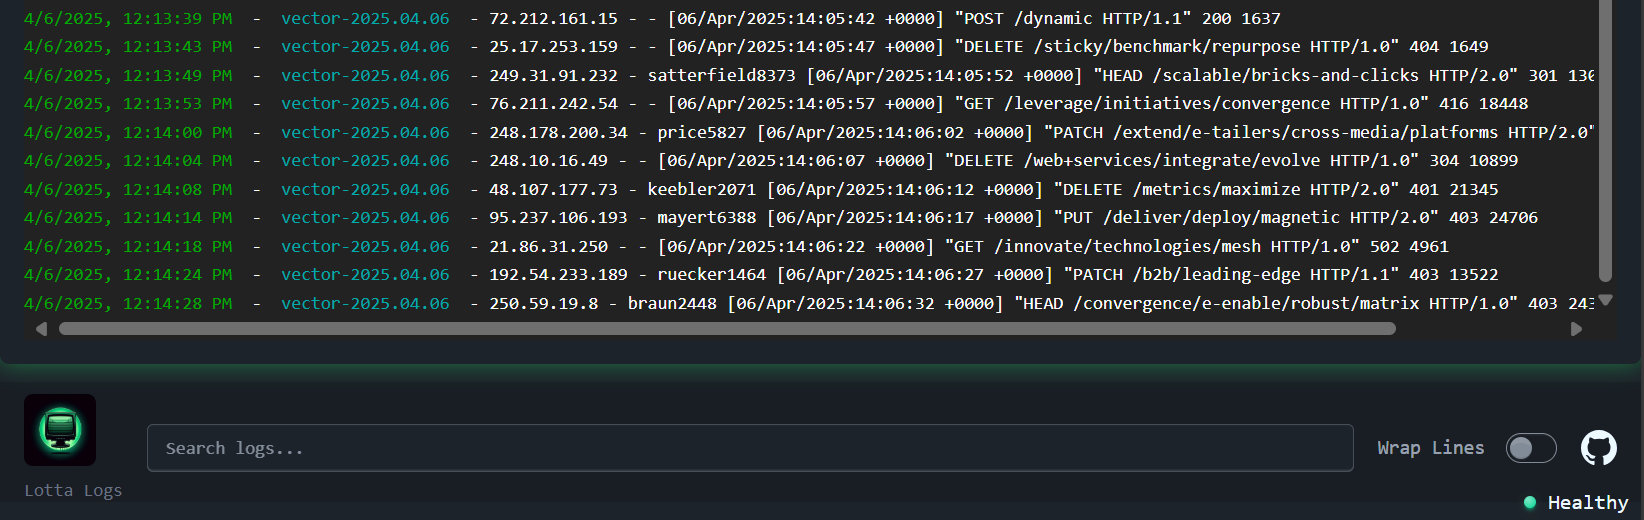 4/6/2025, 12:13:39 PM - vector-2025.04.06 - 72.212.161.15 - - [06/Apr/2025:14:05:42 +0000] "POST /dynamic HTTP/1.1" 200 1637
4/6/2025, 12:13:43 PM - vector-2025.04.06 - 25.17.253.159 - - [06/Apr/2025:14:05:47 +0000] "DELETE /sticky/benchmark/repurpose HTTP/1.0" 404 1649
4/6/2025, 12:13:49 PM - vector-2025.04.06 - 249.31.91.232 - satterfield8373 [06/Apr/2025:14:05:52 +0000] "HEAD /scalable/bricks-and-clicks HTTP/2.0" 301 130
4/6/2025, 12:13:53 PM - vector-2025.04.06 - 76.211.242.54 - - [06/Apr/2025:14:05:57 +0000] "GET /leverage/initiatives/convergence HTTP/1.0" 416 18448
4/6/2025, 12:14:00 PM - vector-2025.04.06 - 248.178.200.34 - price5827 [06/Apr/2025:14:06:02 +0000] "PATCH /extend/e-tailers/cross-media/platforms HTTP/2.0"
4/6/2025, 12:14:04 PM - vector-2025.04.06 - 248.10.16.49 - - [06/Apr/2025:14:06:07 +0000] "DELETE /web+services/integrate/evolve HTTP/1.0" 304 10899
4/6/2025, 12:14:08 PM - vector-2025.04.06 - 48.107.177.73 - keebler2071 [06/Apr/2025:14:06:12 +0000] "DELETE /metrics/maximize HTTP/2.0" 401 21345
4/6/2025, 12:14:14 PM - vector-2025.04.06 - 95.237.106.193 - mayert6388 [06/Apr/2025:14:06:17 +0000] "PUT /deliver/deploy/magnetic HTTP/2.0" 403 24706
4/6/2025, 12:14:18 PM - vector-2025.04.06 - 21.86.31.250 - - [06/Apr/2025:14:06:22 +0000] "GET /innovate/technologies/mesh HTTP/1.0" 502 4961
4/6/2025, 12:14:24 PM - vector-2025.04.06 - 192.54.233.189 - ruecker1464 [06/Apr/2025:14:06:27 +0000] "PATCH /b2b/leading-edge HTTP/1.1" 403 13522
4/6/2025, 12:14:28 PM - vector-2025.04.06 - 250.59.19.8 - braun2448 [06/Apr/2025:14:06:32 +0000] "HEAD /convergence/e-enable/robust/matrix HTTP/1.0" 403 243
Search logs...
Wrap Lines
Lotta Logs
Healthy